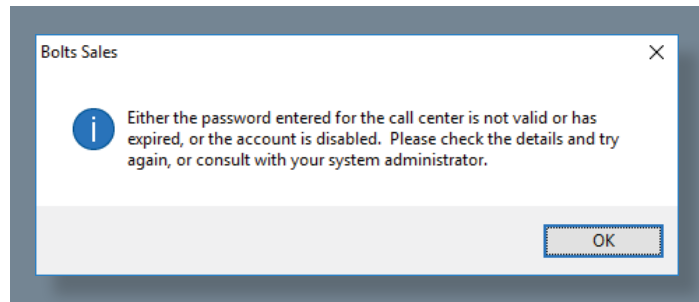 Bolts Sales
Either the password entered for the call center is not valid or has
expired, or the account is disabled.  Please check the details and try
again, or consult with your system administrator.
OK